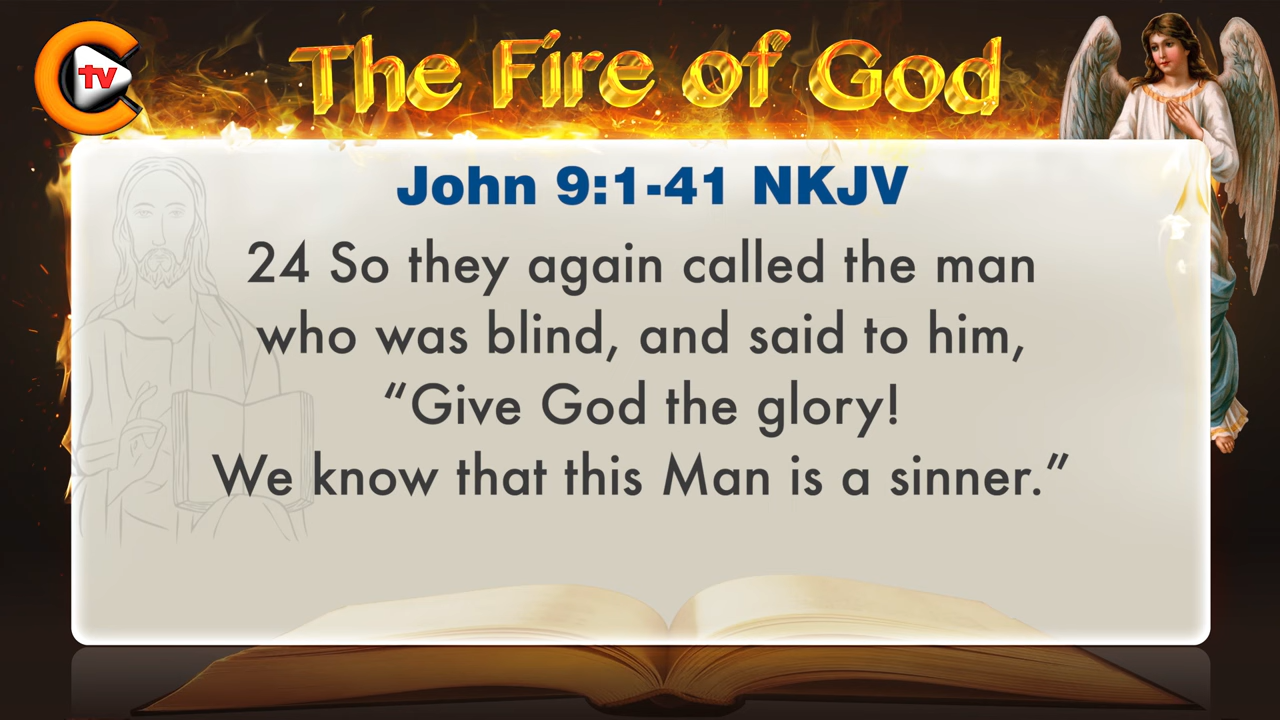 tv
The Fire of God
John 9:1-41 NKJV
24 So they again called the man
who was blind, and said to him,
“Give God the glory!
We know that this Man is a sinner.”